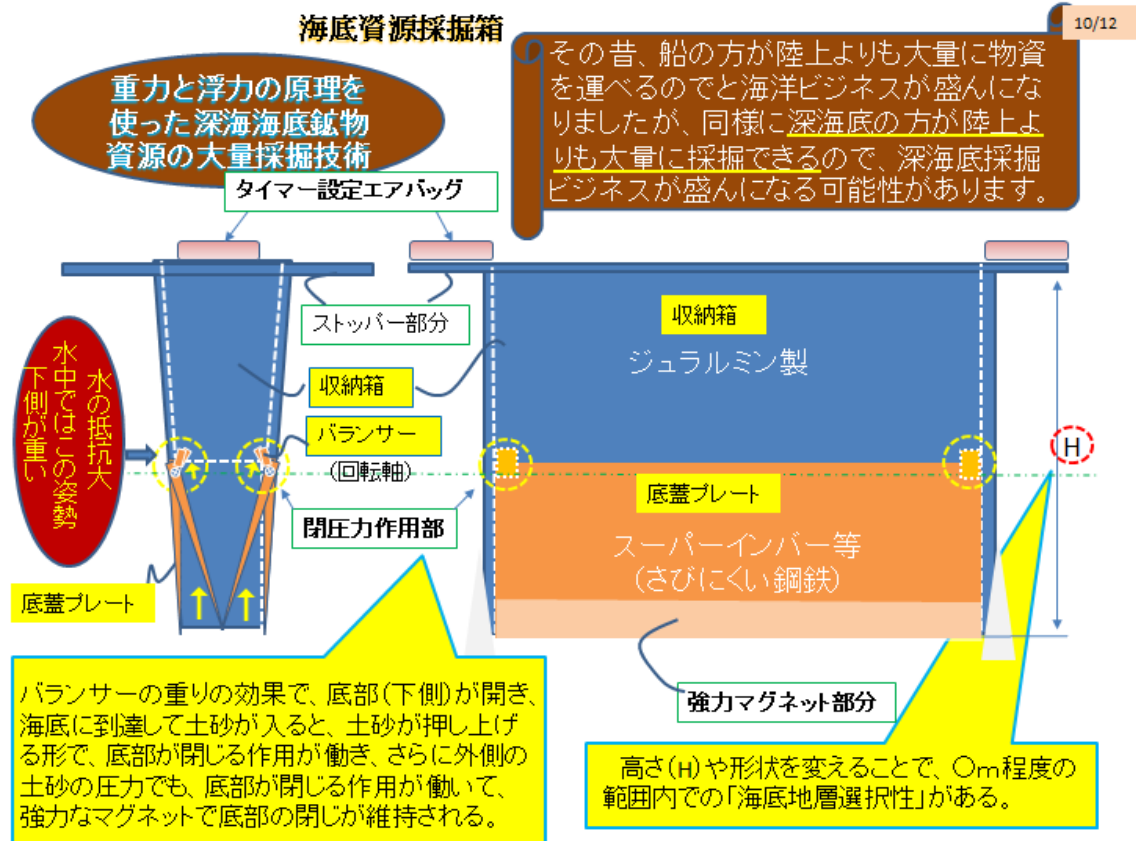 海底資源採掘箱
10/12
重力と浮力の原理を
使った深海海底鉱物
資源の大量採掘技術
その昔、船の方が陸上よりも大量に物資
を運べるのでと海洋ビジネスが盛んにな
りましたが、同様に深海底の方が陸上よ
りも大量に採掘できるので、深海底採掘
ビジネスが盛んになる可能性があります。
タイマー設定エアバッグ
ストッパー部分
収納箱
収納箱
ジュラルミン製
水の抵抗大
水中ではこの姿勢
下側が重い
バランサー
(回転軸)
H
閉圧力作用部
底蓋プレート
スーパーインバー等
(さびにくい鋼鉄)
底蓋プレート
強力マグネット部分
バランサーの重りの効果で、底部(下側)が開き、
海底に到達して土砂が入ると、土砂が押し上げ
る形で、底部が閉じる作用が働き、さらに外側の
土砂の圧力でも、底部が閉じる作用が働いて、
強力なマグネットで底部の閉じが維持される。
高さ(H)や形状を変えることで、〇m程度の
範囲内での「海底地層選択性」がある。